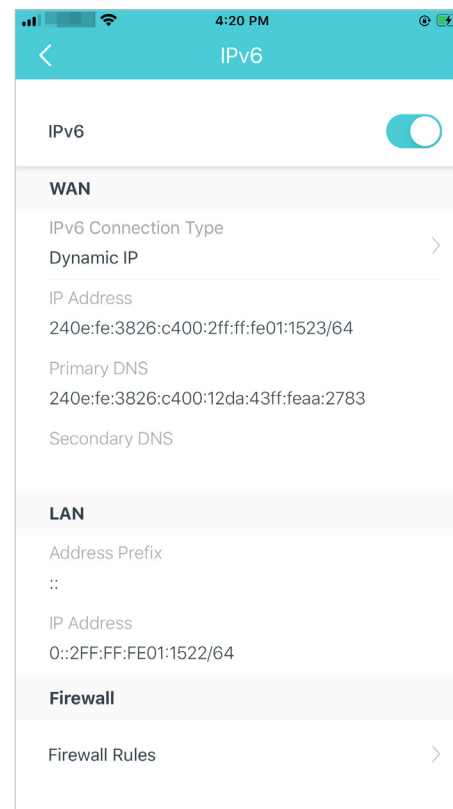 4:20 PM
IPv6
IPv6
WAN
IPv6 Connection Type
Dynamic IP
IP Address
240e:fe:3826:c400:2ff:ff:fe01:1523/64
Primary DNS
240e:fe:3826:c400:12da:43ff:feaa:2783
Secondary DNS
LAN
Address Prefix
::
IP Address
0::2FF:FF:FE01:1522/64
Firewall
Firewall Rules